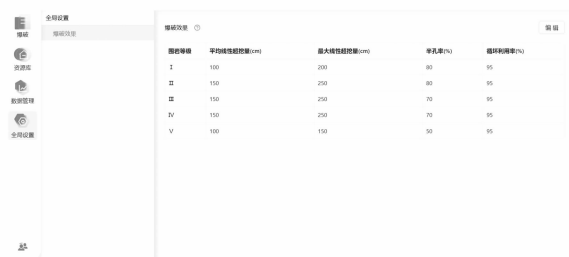 爆破
资源库
数据管理
全局设置
全局设置
爆破效果
爆破效果
编辑
围岩等级 平均线性超挖量(cm) 最大线性超挖量(cm) 半孔率(%) 循环利用率(%)
I 100 200 80 95
II 150 250 80 95
III 150 250 70 95
IV 150 250 70 95
V 100 150 50 95